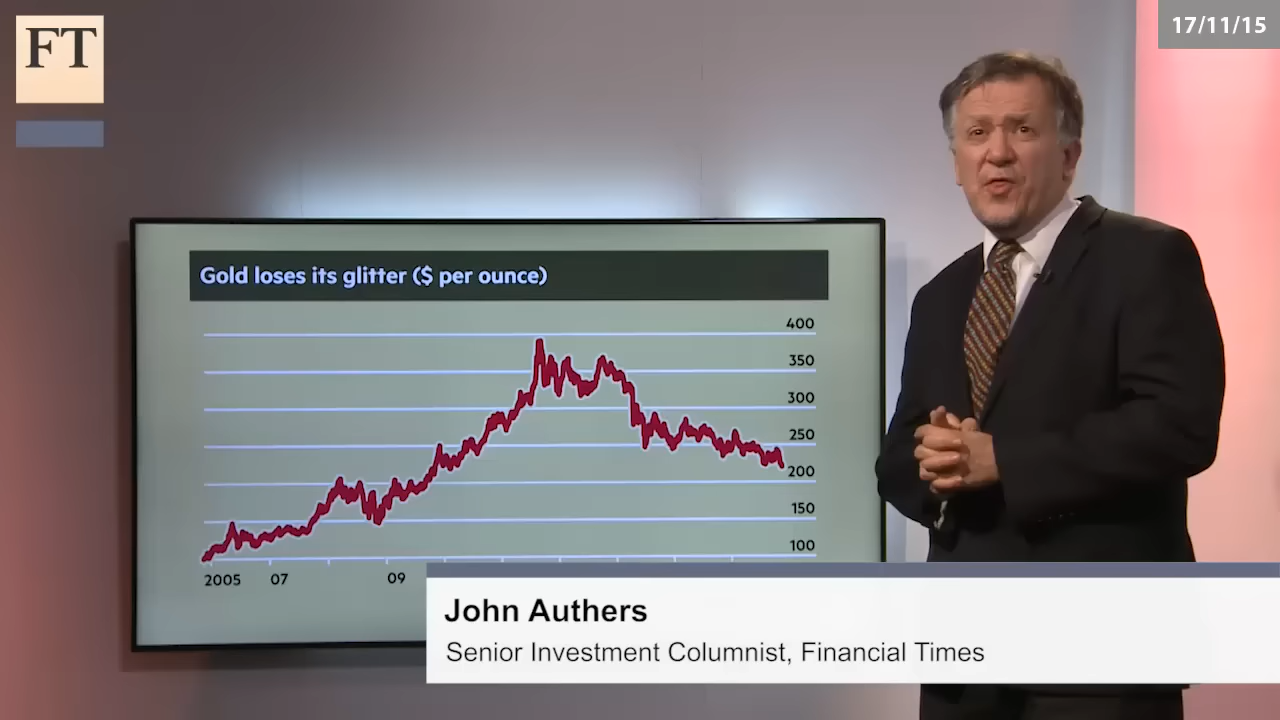 FT
17/11/15
Gold loses its glitter ($ per ounce)
400
350
300
250
200
150
100
2005 07 09
John Authers
Senior Investment Columnist, Financial Times